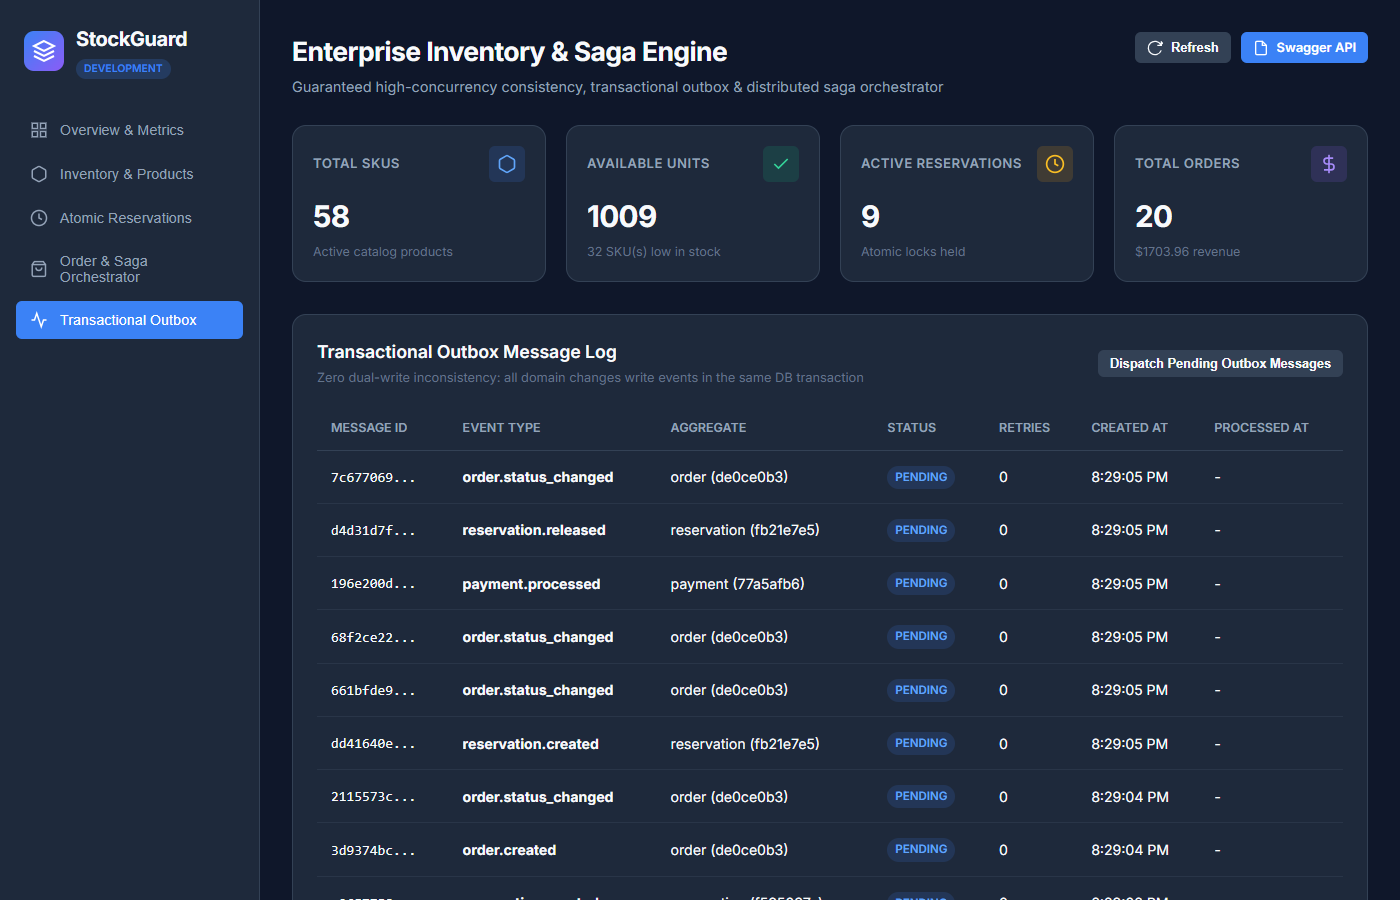 StockGuard
DEVELOPMENT
Overview & Metrics
Inventory & Products
Atomic Reservations
Order & Saga
Orchestrator
Transactional Outbox
Enterprise Inventory & Saga Engine
Guaranteed high-concurrency consistency, transactional outbox & distributed saga orchestrator
Refresh
Swagger API
TOTAL SKUS
58
Active catalog products
AVAILABLE UNITS
1009
32 SKU(s) low in stock
ACTIVE RESERVATIONS
9
Atomic locks held
TOTAL ORDERS
20
$1703.96 revenue
Transactional Outbox Message Log
Zero dual-write inconsistency: all domain changes write events in the same DB transaction
Dispatch Pending Outbox Messages
MESSAGE ID EVENT TYPE AGGREGATE STATUS RETRIES CREATED AT PROCESSED AT
7c677069... order.status_changed order (de0ce0b3) PENDING 0 8:29:05 PM -
d4d31d7f... reservation.released reservation (fb21e7e5) PENDING 0 8:29:05 PM -
196e200d... payment.processed payment (77a5afb6) PENDING 0 8:29:05 PM -
68f2ce22... order.status_changed order (de0ce0b3) PENDING 0 8:29:05 PM -
661bfde9... order.status_changed order (de0ce0b3) PENDING 0 8:29:05 PM -
dd41640e... reservation.created reservation (fb21e7e5) PENDING 0 8:29:05 PM -
2115573c... order.status_changed order (de0ce0b3) PENDING 0 8:29:04 PM -
3d9374bc... order.created order (de0ce0b3) PENDING 0 8:29:04 PM -